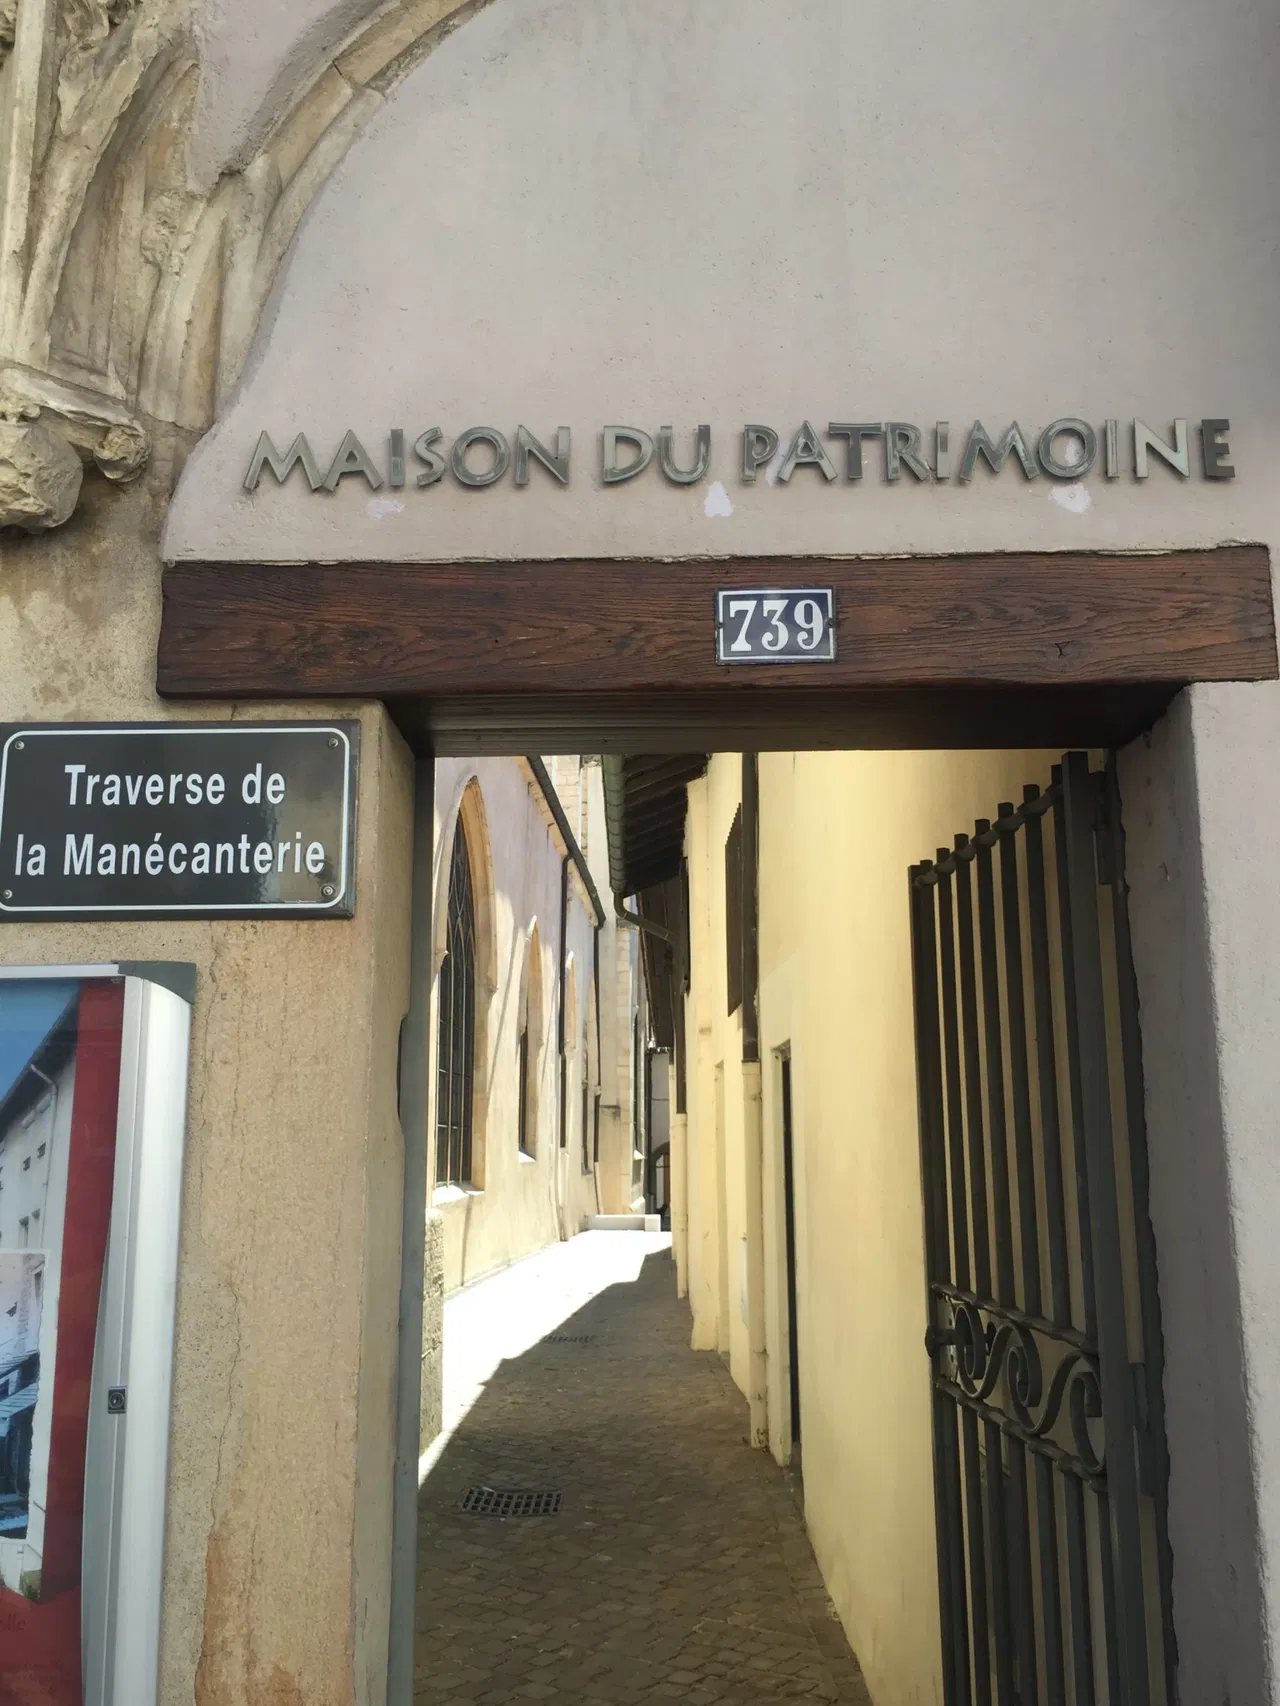 MAISON DU PATRIMOINE
739
Traverse de
la Manécanterie